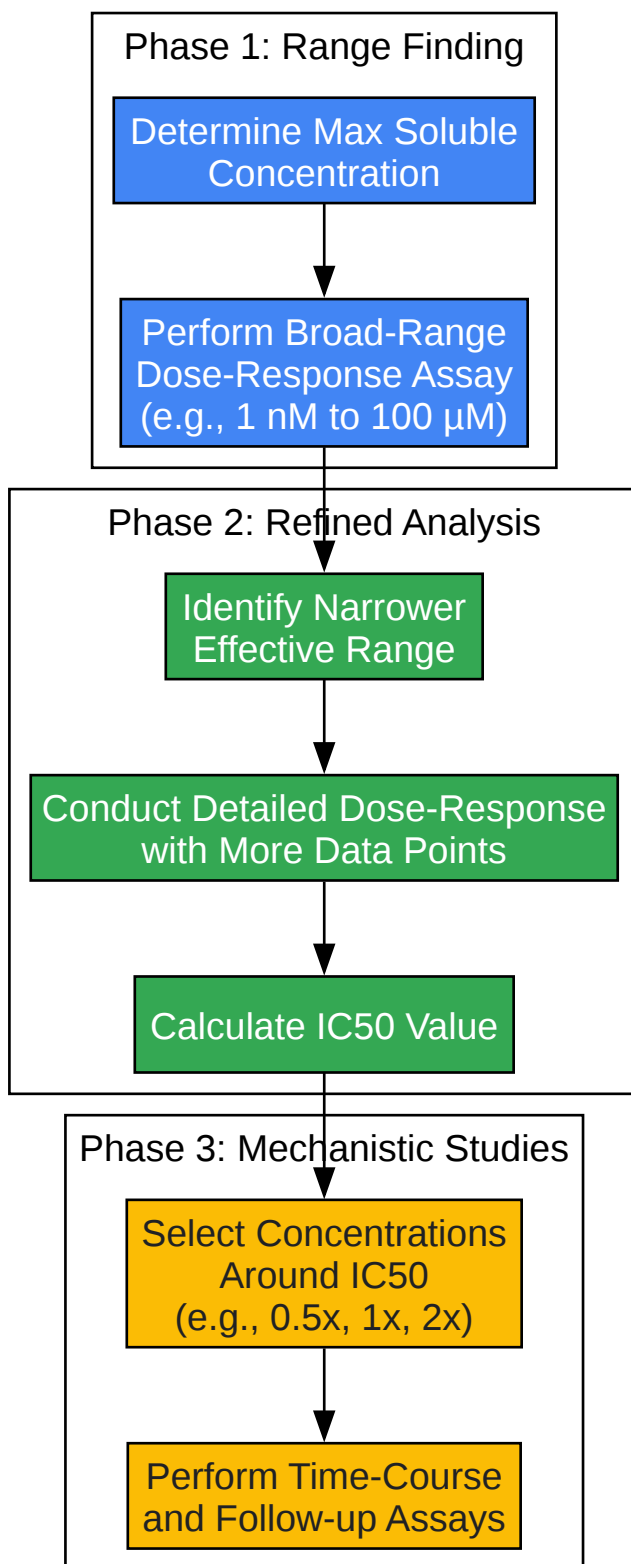 Phase 1: Range Finding
Determine Max Soluble
Concentration
Perform Broad-Range
Dose-Response Assay
(e.g., 1 nM to 100 µM)
Phase 2: Refined Analysis
Identify Narrower
Effective Range
Conduct Detailed Dose-Response
with More Data Points
Calculate IC50 Value
Phase 3: Mechanistic Studies
Select Concentrations
Around IC50
(e.g., 0.5x, 1x, 2x)
Perform Time-Course
and Follow-up Assays